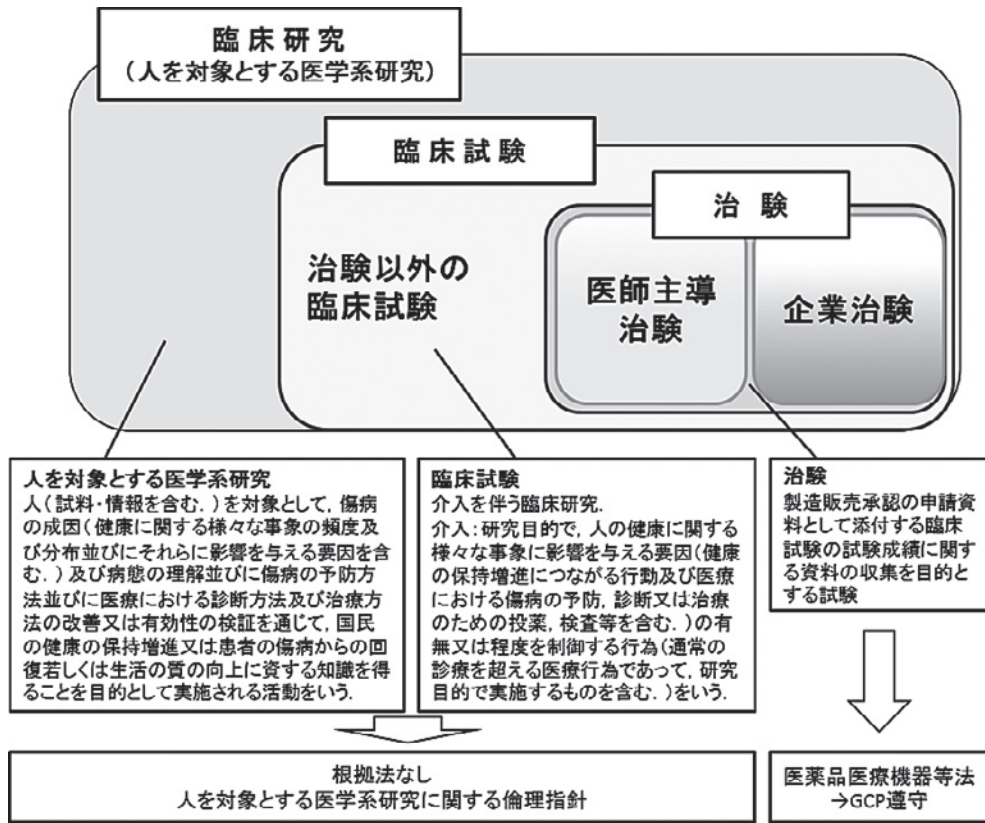 臨床研究
（人を対象とする医学系研究）
臨床試験
治験
治験以外の
臨床試験
医師主導
治験
企業治験
人を対象とする医学系研究
人（試料・情報を含む．）を対象として，傷病
の成因（健康に関する様々な事象の頻度及
び分布並びにそれらに影響を与える要因を含
む．）及び病態の理解並びに傷病の予防方
法並びに医療における診断方法及び治療方
法の改善又は有効性の検証を通じて，国民
の健康の保持増進又は患者の傷病からの回
復若しくは生活の質の向上に資する知識を得
ることを目的として実施される活動をいう．
臨床試験
介入を伴う臨床研究．
介入：研究目的で，人の健康に関する
様々な事象に影響を与える要因（健康
の保持増進につながる行動及び医療
における傷病の予防，診断又は治療
のための投薬，検査等を含む．）の有
無又は程度を制御する行為（通常の
診療を超える医療行為であって，研究
目的で実施するものを含む．）をいう．
治験
製造販売承認の申請資
料として添付する臨床
試験の試験成績に関す
る資料の収集を目的と
する試験
根拠法なし
人を対象とする医学系研究に関する倫理指針
医薬品医療機器等法
→GCP遵守